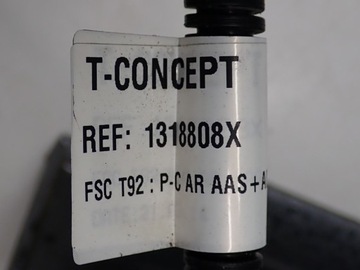 T-CONCEPT
REF: 1318808X
FSC T92 : P-C AR AAS+A